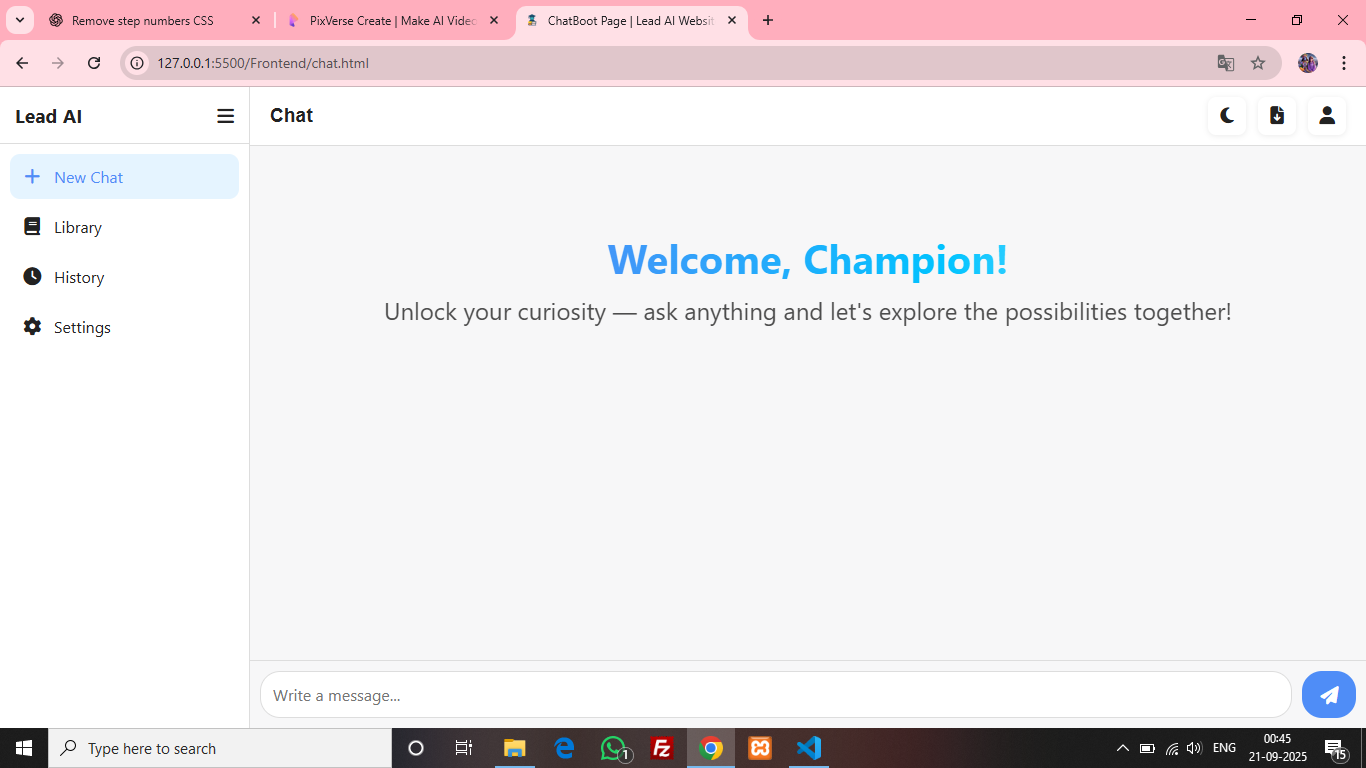 Remove step numbers CSS
PixVerse Create | Make AI Video
ChatBoot Page | Lead AI Websit
127.0.0.1:5500/Frontend/chat.html
Lead AI
Chat
New Chat
Library
History
Settings
Welcome, Champion!
Unlock your curiosity — ask anything and let's explore the possibilities together!
Write a message...
Type here to search
1
ENG
00:45
21-09-2025
15